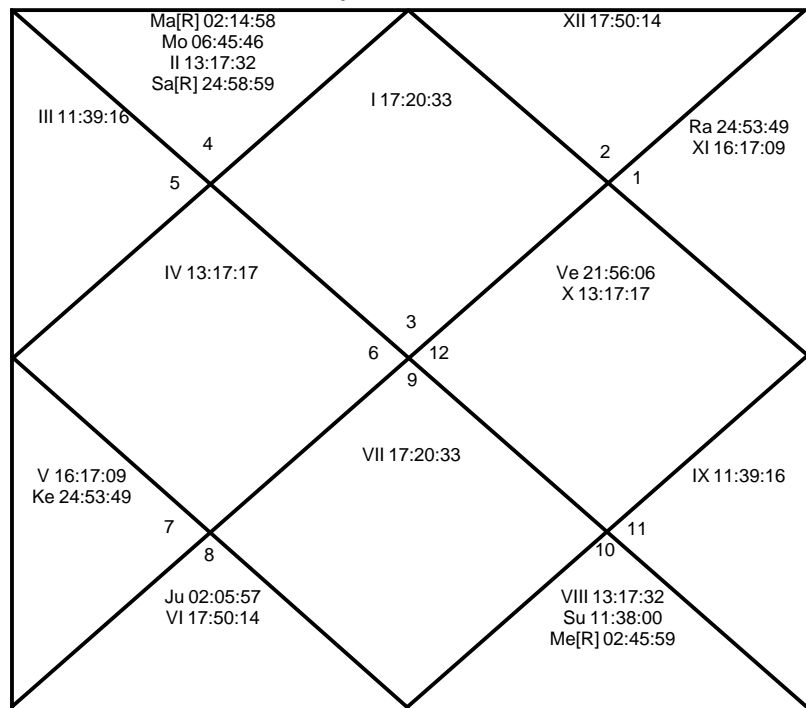 Ma[R] 02:14:58
Mo 06:45:46
II 13:17:32
Sa[R] 24:58:59
XII 17:50:14
I 17:20:33
III 11:39:16
Ra 24:53:49
XI 16:17:09
4
2
5
1
IV 13:17:17
Ve 21:56:06
X 13:17:17
3
6
12
9
VII 17:20:33
V 16:17:09
Ke 24:53:49
IX 11:39:16
7
11
8
10
Ju 02:05:57
VI 17:50:14
VIII 13:17:32
Su 11:38:00
Me[R] 02:45:59